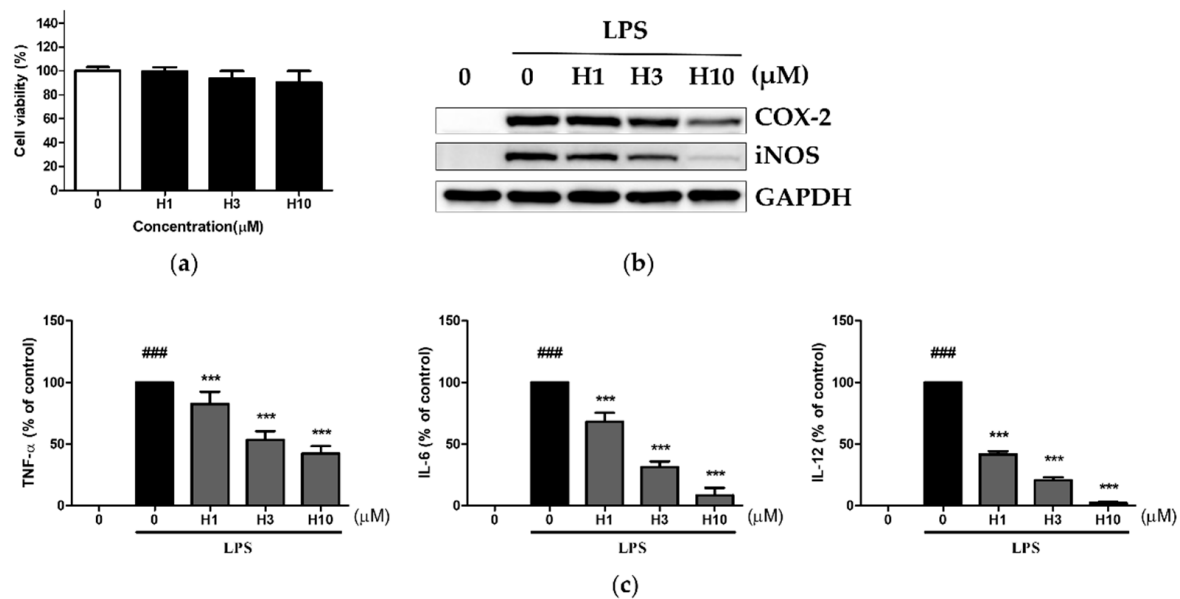 140
120
100
80
60
40
20
0
Cell viability (%)
0 H1 H3 H10
Concentration(μM)
(a)
LPS
0 0 H1 H3 H10 (μM)
COX-2
iNOS
GAPDH
(b)
150
100
50
0
TNF-α (% of control)
###
***
***
***
0 0 H1 H3 H10 (μM)
LPS
150
100
50
0
IL-6 (% of control)
###
***
***
***
0 0 H1 H3 H10 (μM)
LPS
150
100
50
0
IL-12 (% of control)
###
***
***
***
0 0 H1 H3 H10 (μM)
LPS
(c)